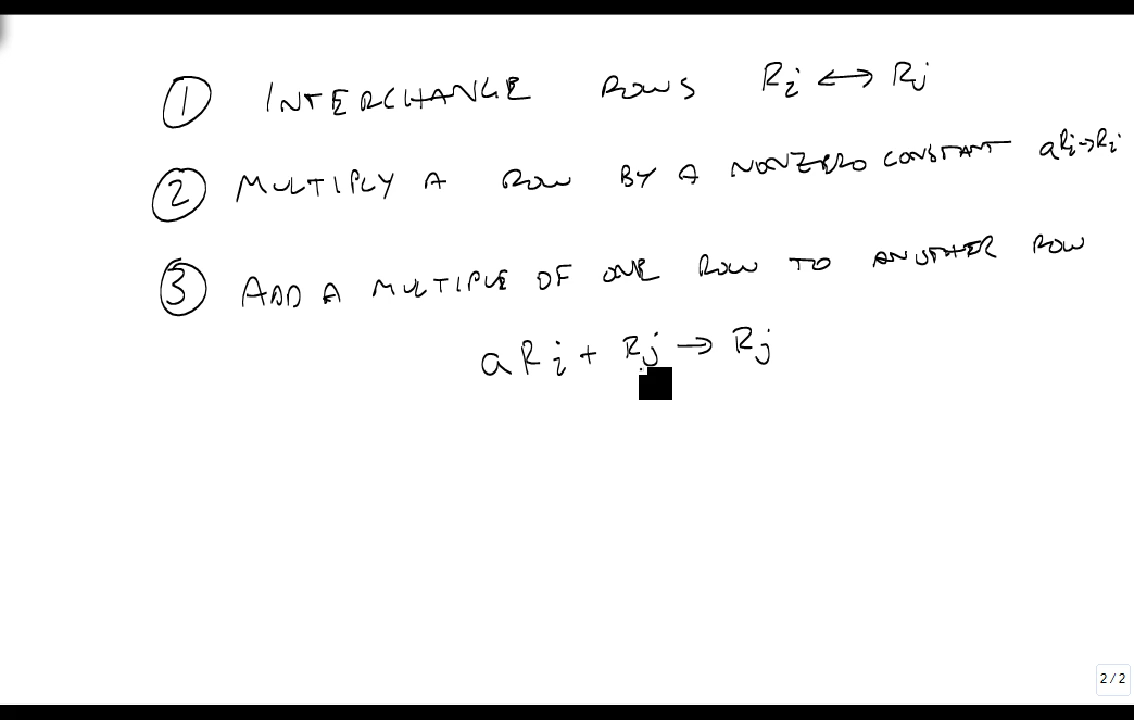 ① INTERCHANGE ROWS Ri ↔ Rj
② MULTIPLY A ROW BY A NONZERO CONSTANT aRi→Ri
③ ADD A MULTIPLE OF ONE ROW TO ANOTHER ROW
aRi + Rj → Rj
2/2